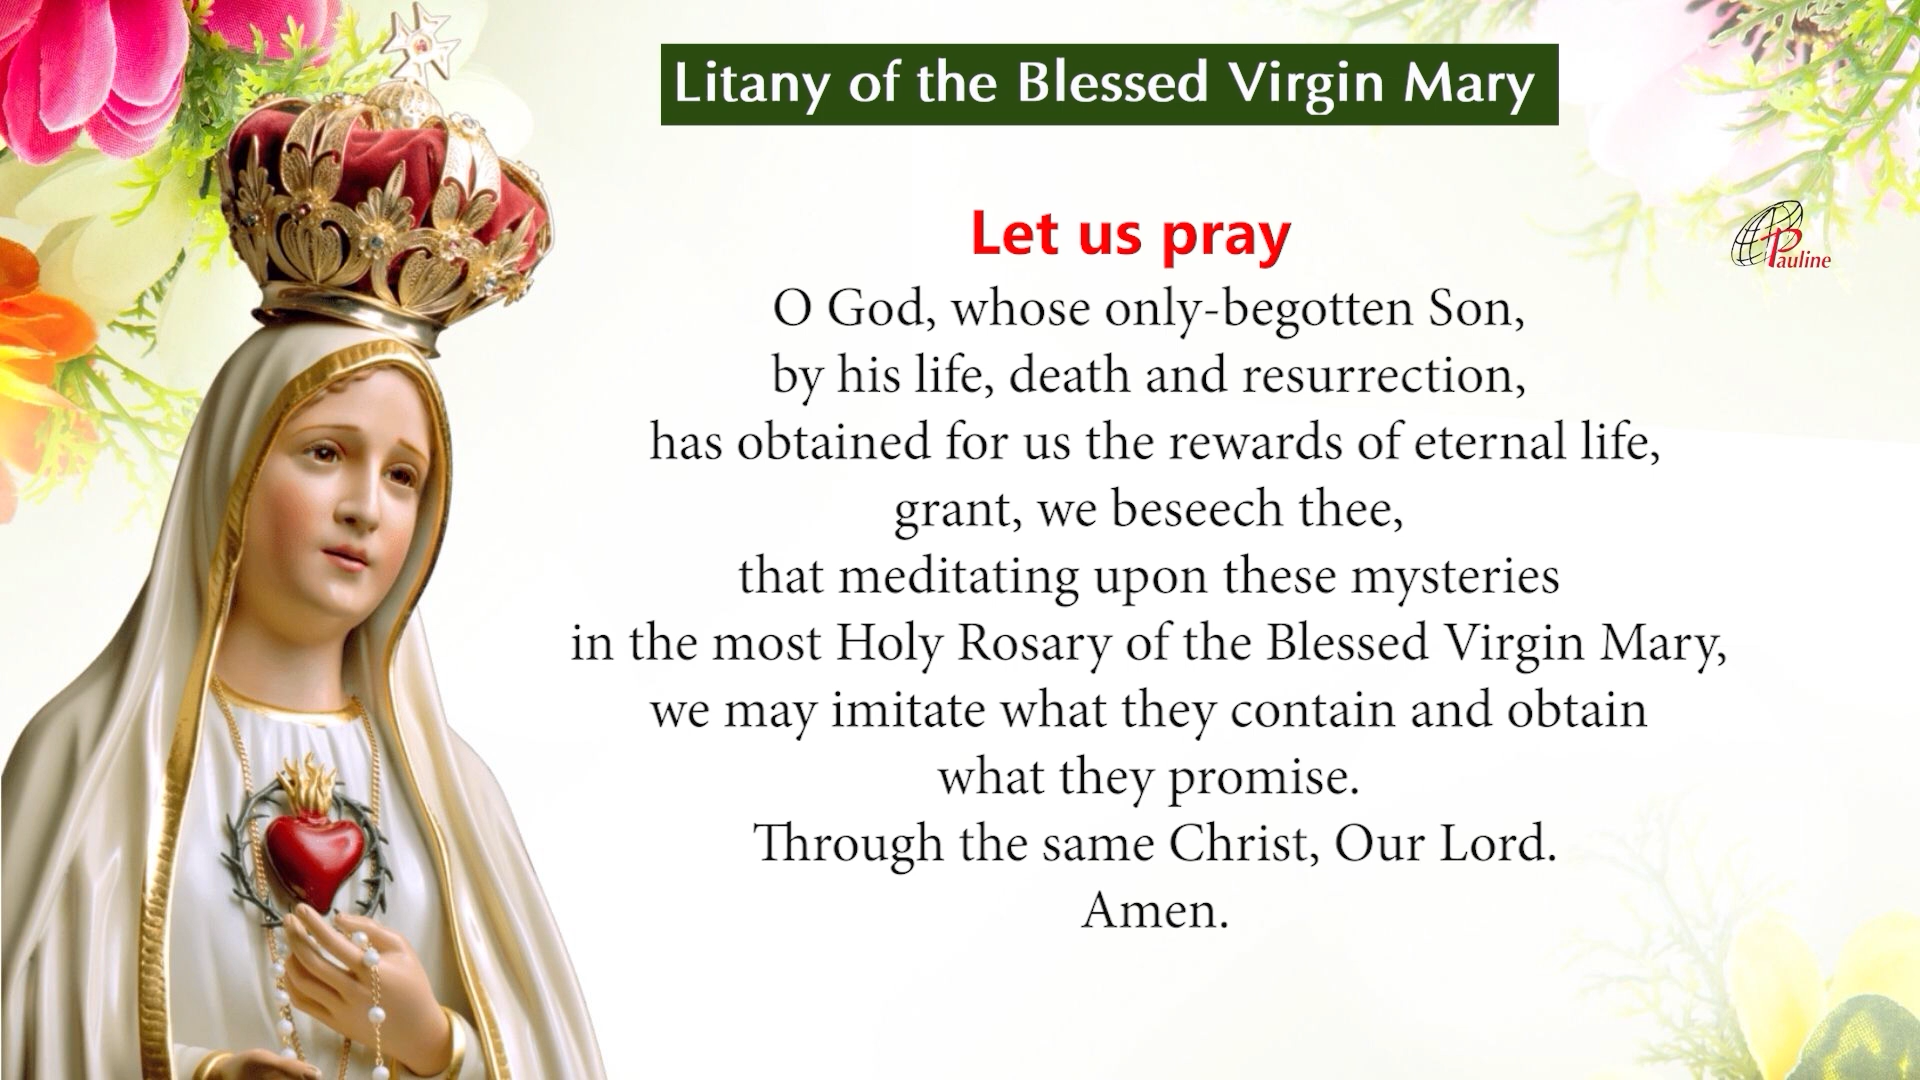 Litany of the Blessed Virgin Mary
Let us pray
O God, whose only-begotten Son,
by his life, death and resurrection,
has obtained for us the rewards of eternal life,
grant, we beseech thee,
that meditating upon these mysteries
in the most Holy Rosary of the Blessed Virgin Mary,
we may imitate what they contain and obtain
what they promise.
Through the same Christ, Our Lord.
Amen.
Pauline